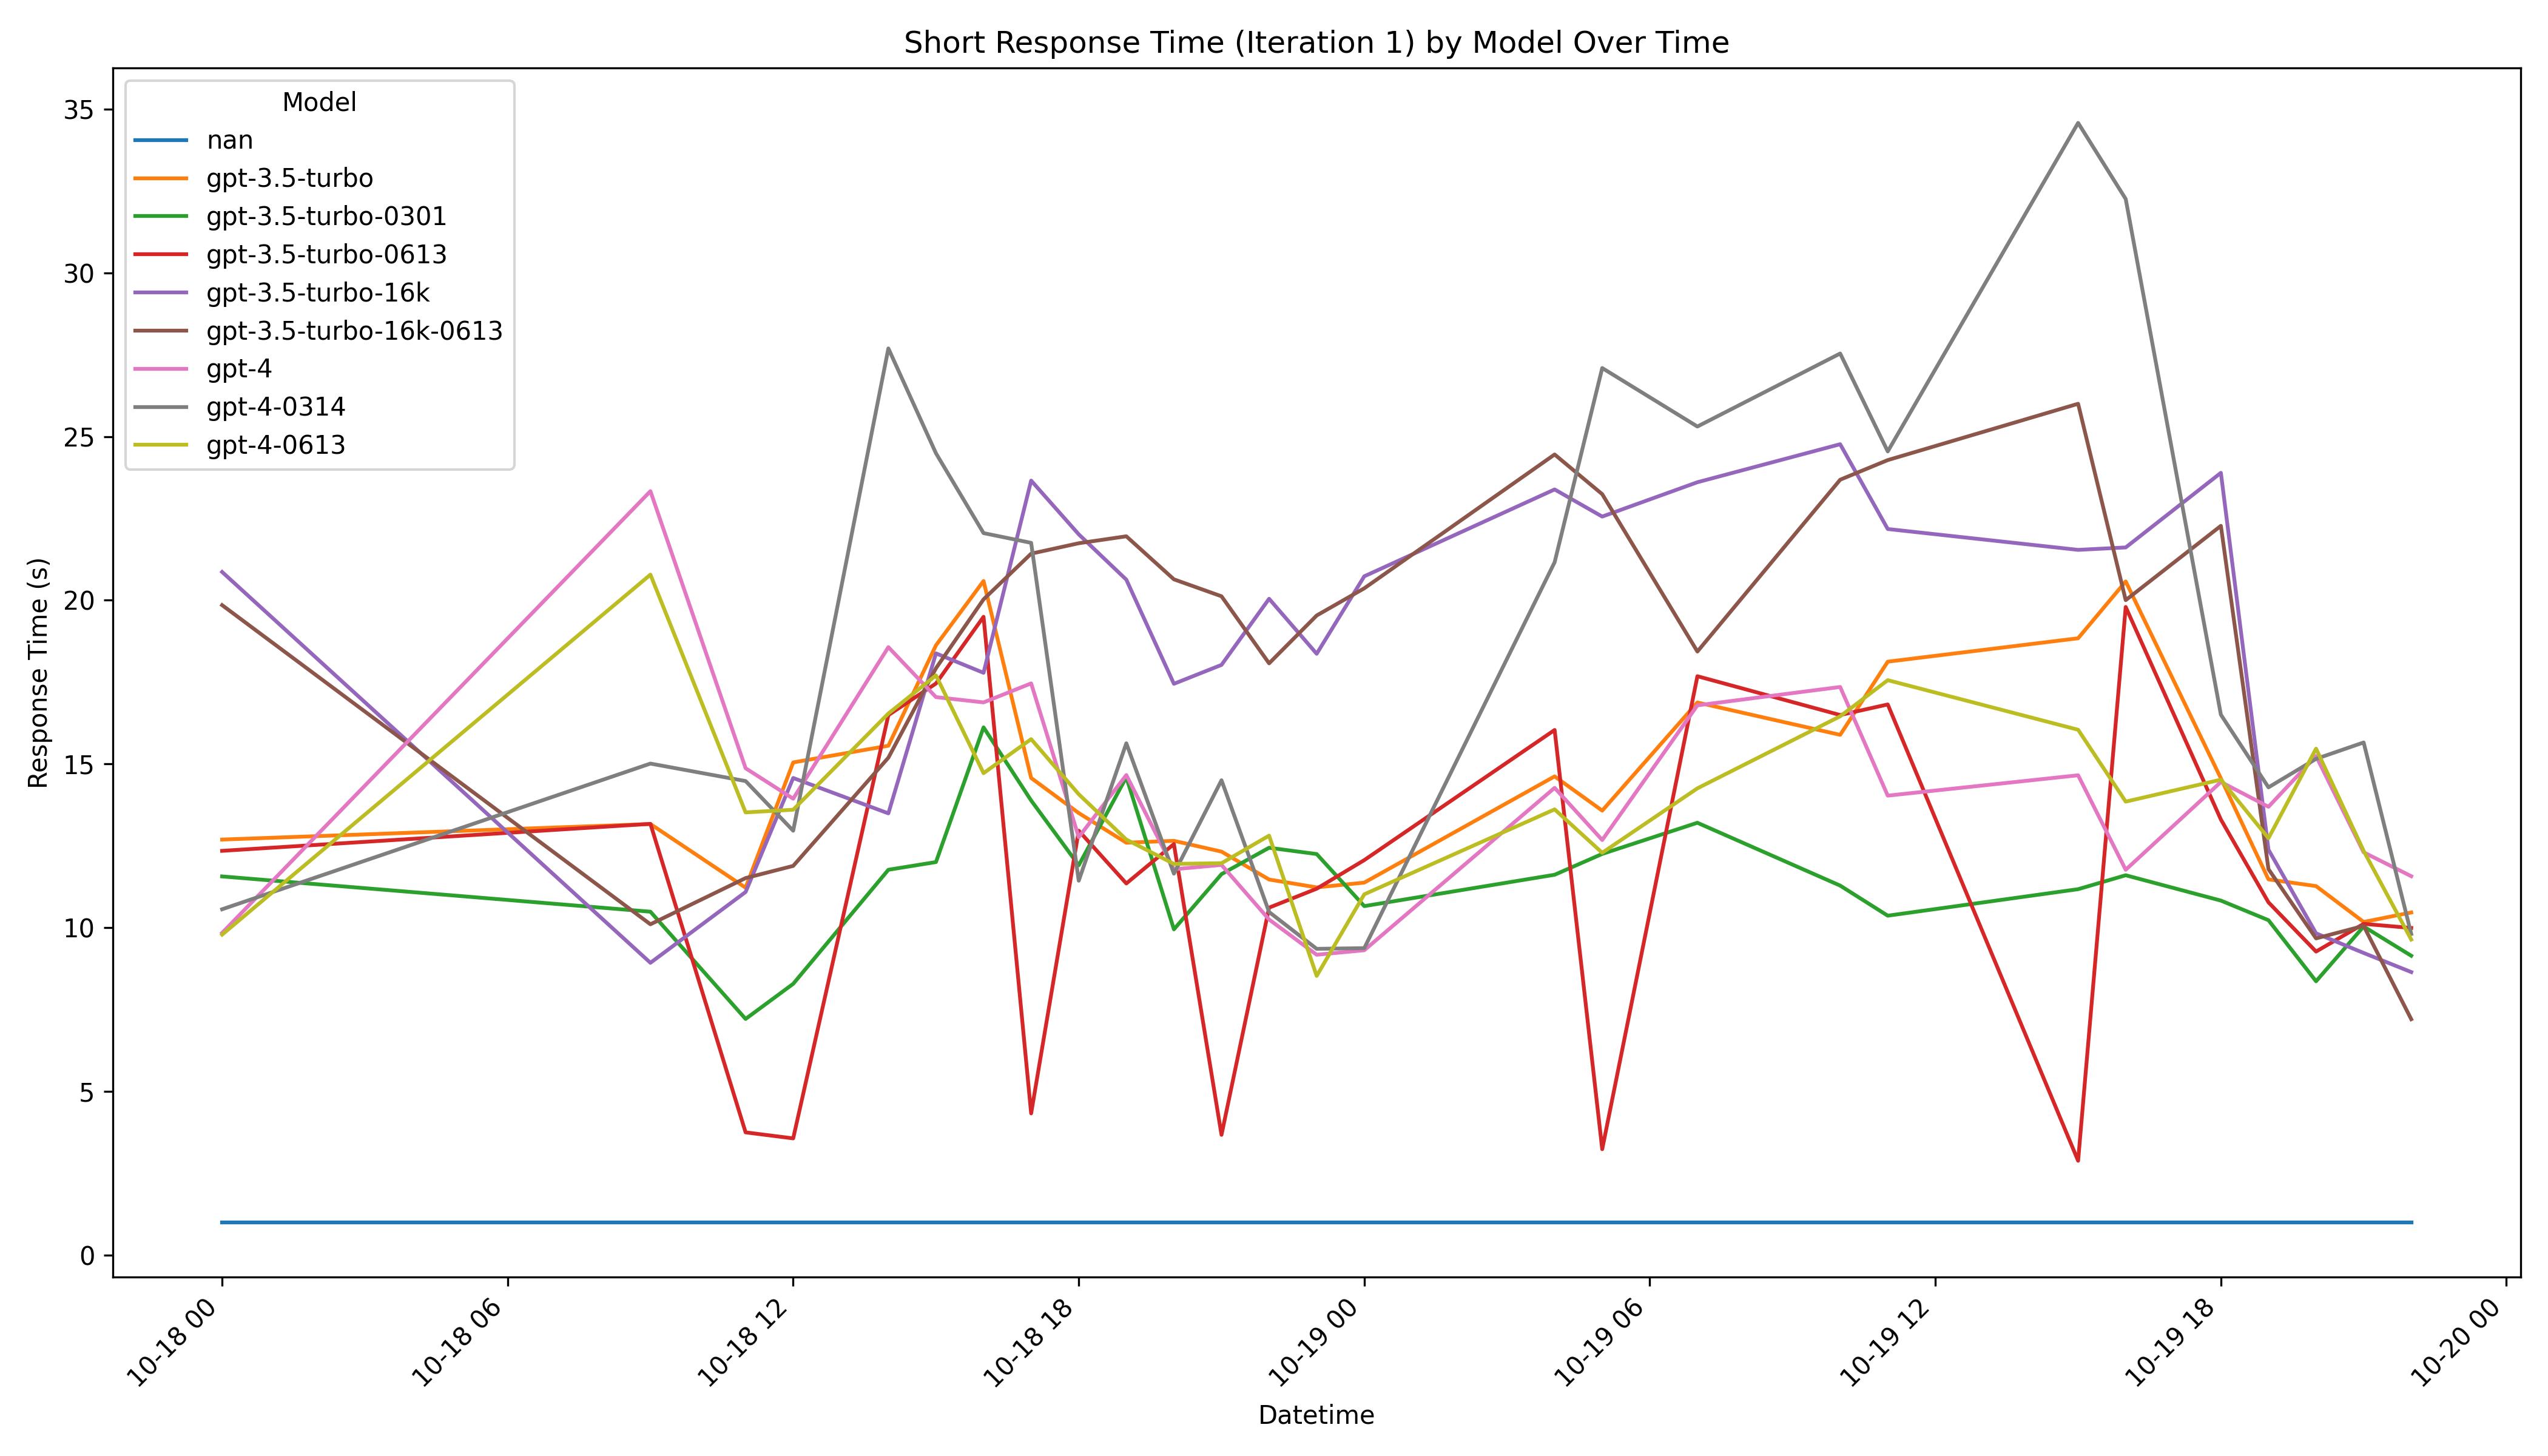 Short Response Time (Iteration 1) by Model Over Time
Model
nan
gpt-3.5-turbo
gpt-3.5-turbo-0301
gpt-3.5-turbo-0613
gpt-3.5-turbo-16k
gpt-3.5-turbo-16k-0613
gpt-4
gpt-4-0314
gpt-4-0613
Response Time (s)
35
30
25
20
15
10
5
0
10-18 00
10-18 06
10-18 12
10-18 18
10-19 00
10-19 06
10-19 12
10-19 18
10-20 00
Datetime